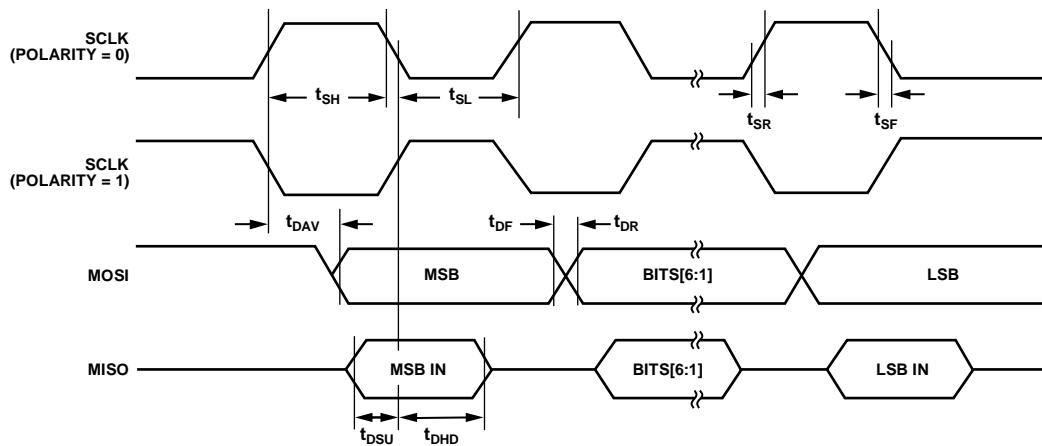 SCLK
(POLARITY = 0)
tSH
tSL
tSR
tSF
SCLK
(POLARITY = 1)
tDAV
tDF
tDR
MOSI
MSB
BITS[6:1]
LSB
MISO
MSB IN
BITS[6:1]
LSB IN
tDSU
tDHD